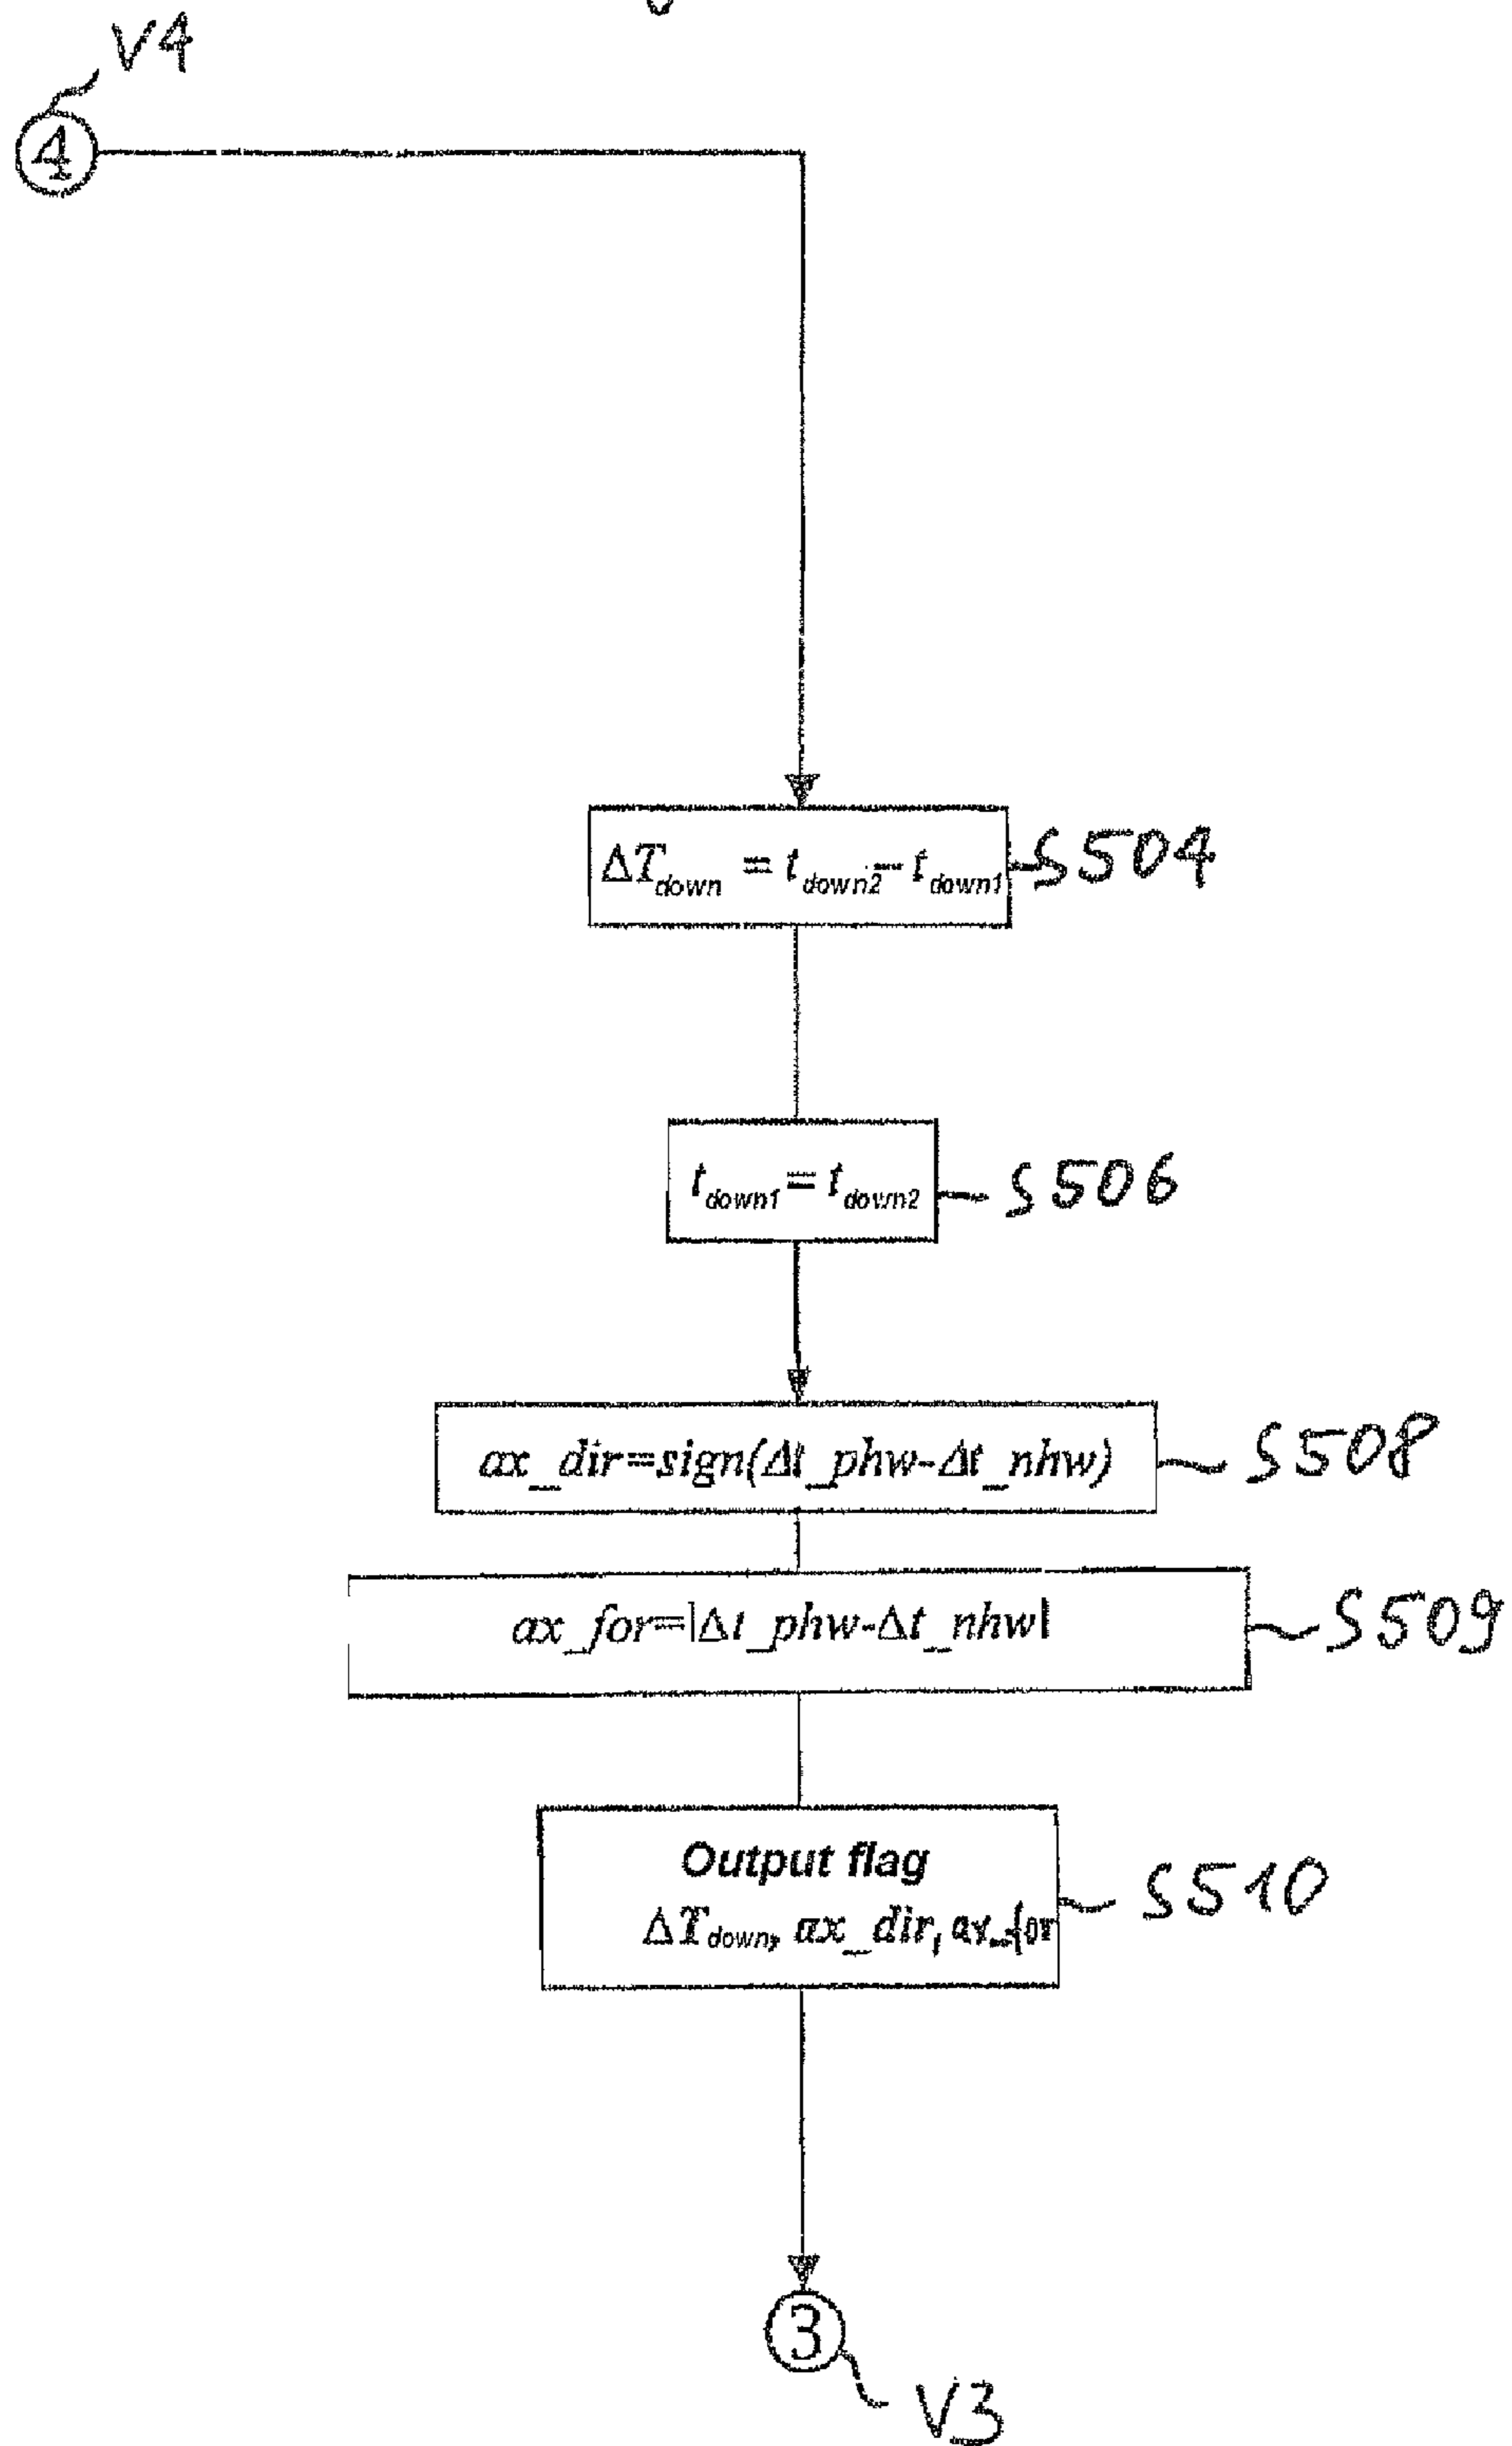 V4
4
ΔT_down = t_down2 - t_down1 S504
t_down1 = t_down2 S506
ax_dir=sign(Δt_phw-Δt_nhw) S508
ax_for=|Δt_phw-Δt_nhw| S509
Output flag
ΔT_down, ax_dir, ax_for S510
3
V3